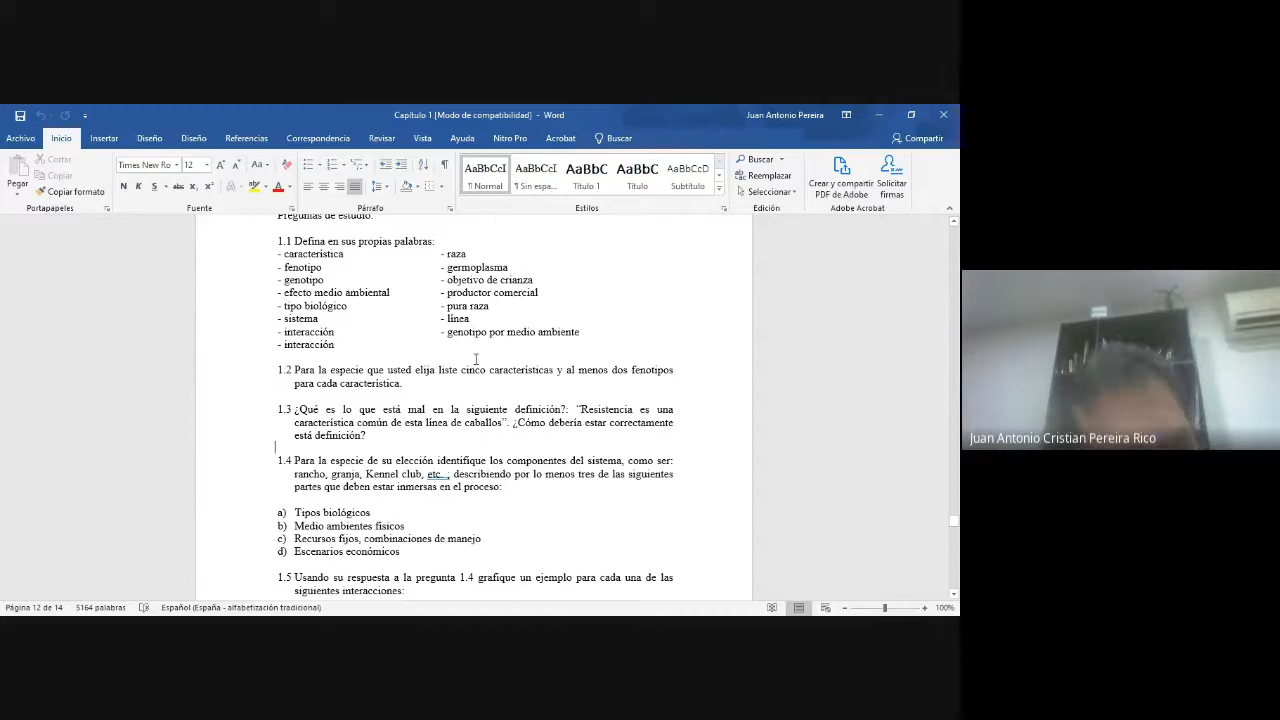 Capítulo 1 [Modo de compatibilidad] - Word
Juan Antonio Pereira
Archivo Inicio Insertar Diseño Diseño Referencias Correspondencia Revisar Vista Ayuda Nitro Pro Acrobat Buscar Compartir
Pegar
Cortar
Copiar
Copiar formato
Portapapeles
Times New Ro 12
Aa
N K S abc x₂ x²
Fuente
Párrafo
AaBbCcI AaBbCcI AaBbC AaBbC AaBbCcD
¶ Normal ¶ Sin espa... Título 1 Título Subtítulo
Estilos
Buscar
Reemplazar
Seleccionar
Edición
Crear y compartir PDF de Adobe
Solicitar firmas
Adobe Acrobat
Preguntas de estudio.
1.1 Defina en sus propias palabras:
- característica - raza
- fenotipo - germoplasma
- genotipo - objetivo de crianza
- efecto medio ambiental - productor comercial
- tipo biológico - pura raza
- sistema - línea
- interacción - genotipo por medio ambiente
- interacción
1.2 Para la especie que usted elija liste cinco características y al menos dos fenotipos
para cada característica.
1.3 ¿Qué es lo que está mal en la siguiente definición?: “Resistencia es una
característica común de esta línea de caballos”. ¿Cómo debería estar correctamente
está definición?
1.4 Para la especie de su elección identifique los componentes del sistema, como ser:
rancho, granja, Kennel club, etc. ; describiendo por lo menos tres de las siguientes
partes que deben estar inmersas en el proceso:
a) Tipos biológicos
b) Medio ambientes físicos
c) Recursos fijos, combinaciones de manejo
d) Escenarios económicos
1.5 Usando su respuesta a la pregunta 1.4 grafique un ejemplo para cada una de las
siguientes interacciones:
Página 12 de 14 5164 palabras Español (España - alfabetización tradicional) 100%
Juan Antonio Cristian Pereira Rico